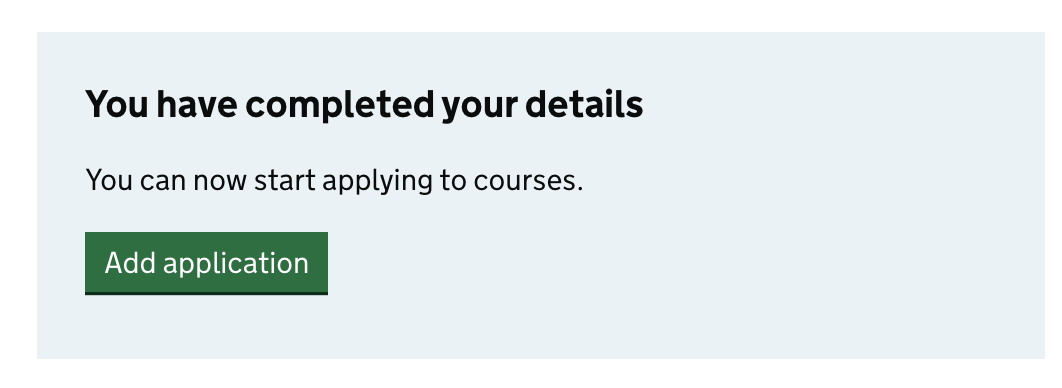 You have completed your details
You can now start applying to courses.
Add application